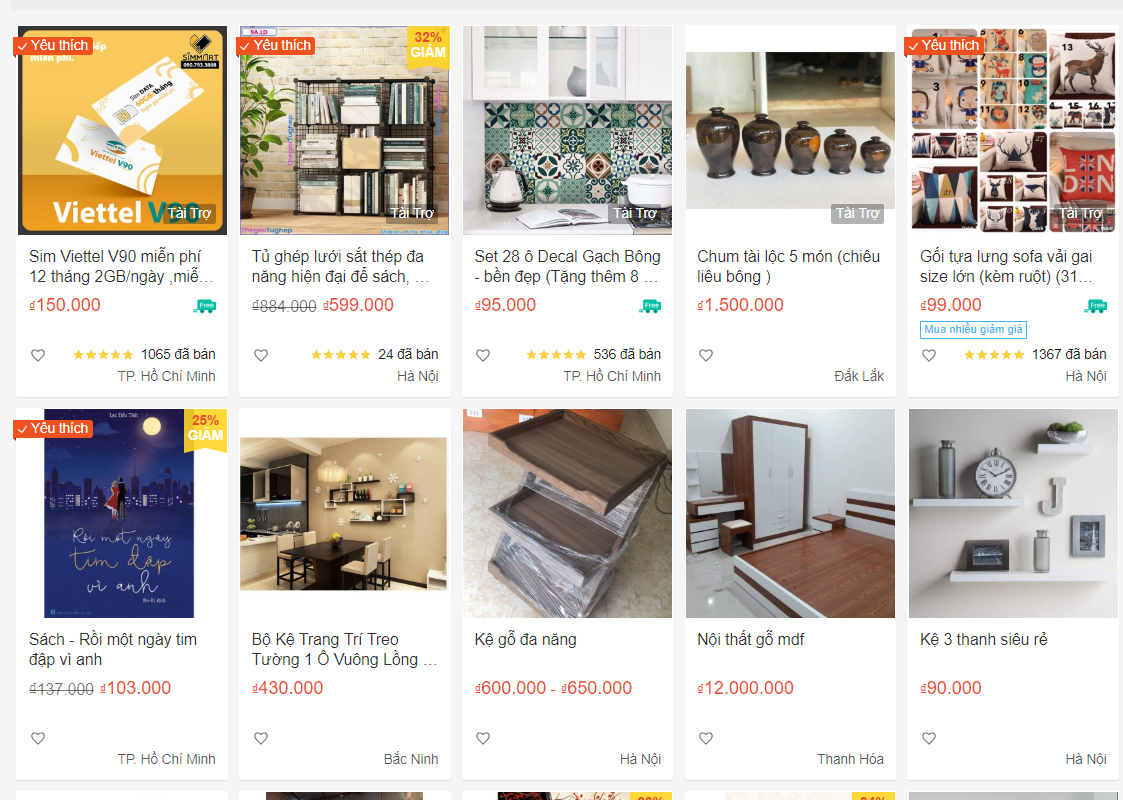 Yêu thích
miễn phí.
SIMMART
090.793.3888
Sim DATA
60GB/tháng
Viettel V90
Viettel V90
Tài Trợ
Sim Viettel V90 miễn phí
12 tháng 2GB/ngày ,miễ…
₫150.000
Free
1065 đã bán
TP. Hồ Chí Minh
Yêu thích
9A.LD
32%
GIẢM
ThegioiTughep
Tài Trợ
Tủ ghép lưới sắt thép đa
năng hiện đại để sách, …
₫884.000 ₫599.000
24 đã bán
Hà Nội
Tài Trợ
Set 28 ô Decal Gạch Bông
- bền đẹp (Tặng thêm 8 …
₫95.000
Free
536 đã bán
TP. Hồ Chí Minh
Tài Trợ
Chum tài lộc 5 món (chiêu
liêu bông )
₫1.500.000
Đắk Lắk
Yêu thích
Tài Trợ
Gối tựa lưng sofa vải gai
size lớn (kèm ruột) (31…
₫99.000
Free
Mua nhiều giảm giá
1367 đã bán
Hà Nội
Yêu thích
25%
GIẢM
Lạc Tiểu Thất
Rồi một ngày
tim đập
vì anh
Sách - Rồi một ngày tim
đập vì anh
₫137.000 ₫103.000
TP. Hồ Chí Minh
Bộ Kệ Trang Trí Treo
Tường 1 Ô Vuông Lồng …
₫430.000
Bắc Ninh
Kệ gỗ đa năng
₫600.000 - ₫650.000
Hà Nội
Nội thất gỗ mdf
₫12.000.000
Thanh Hóa
J
Kệ 3 thanh siêu rẻ
₫90.000
Hà Nội